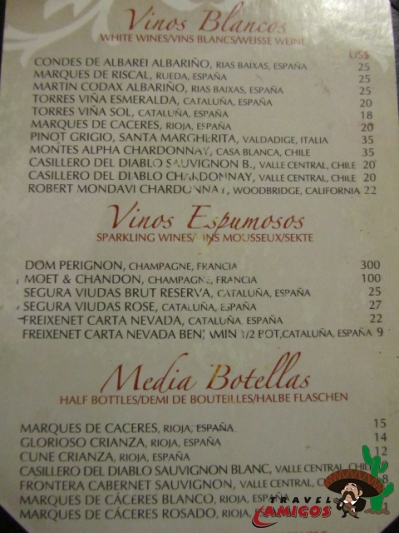 Vinos Blancos
WHITE WINES/VINS BLANCS/WEISSE WEINE
US$
CONDES DE ALBAREI ALBARIÑO, RIAS BAIXAS, ESPAÑA 25
MARQUES DE RISCAL, RUEDA, ESPAÑA 25
MARTIN CODAX ALBARIÑO, RIAS BAIXAS, ESPAÑA 25
TORRES VIÑA ESMERALDA, CATALUÑA, ESPAÑA 20
TORRES VIÑA SOL, CATALUÑA, ESPAÑA 18
MARQUES DE CACERES, RIOJA, ESPAÑA 20
PINOT GRIGIO, SANTA MARGHERITA, VALDADIGE, ITALIA 35
MONTES ALPHA CHARDONNAY, CASA BLANCA, CHILE 35
CASILLERO DEL DIABLO SAUVIGNON B., VALLE CENTRAL, CHILE 20
CASILLERO DEL DIABLO CHARDONNAY, VALLE CENTRAL, CHILE 20
ROBERT MONDAVI CHARDONNAY, WOODBRIDGE, CALIFORNIA 22
Vinos Espumosos
SPARKLING WINES/VINS MOUSSEUX/SEKTE
DOM PERIGNON, CHAMPAGNE, FRANCIA 300
MOET & CHANDON, CHAMPAGNE, FRANCIA 100
SEGURA VIUDAS BRUT RESERVA, CATALUÑA, ESPAÑA 25
SEGURA VIUDAS ROSE, CATALUÑA, ESPAÑA 27
FREIXENET CARTA NEVADA, CATALUÑA, ESPAÑA 22
FREIXENET CARTA NEVADA BENJAMIN 1/2 BOT, CATALUÑA, ESPAÑA 9
Media Botellas
HALF BOTTLES/DEMI DE BOUTEILLES/HALBE FLASCHEN
MARQUES DE CACERES, RIOJA, ESPAÑA 15
GLORIOSO CRIANZA, RIOJA, ESPAÑA 14
CUNE CRIANZA, RIOJA, ESPAÑA 12
CASILLERO DEL DIABLO SAUVIGNON BLANC, VALLE CENTRAL, CHILE
FRONTERA CABERNET SAUVIGNON, VALLE CENTRAL, 8
MARQUES DE CÁCERES BLANCO, RIOJA, ESPAÑA
MARQUES DE CÁCERES ROSADO, RIOJA,
TRAVEL
AMIGOS